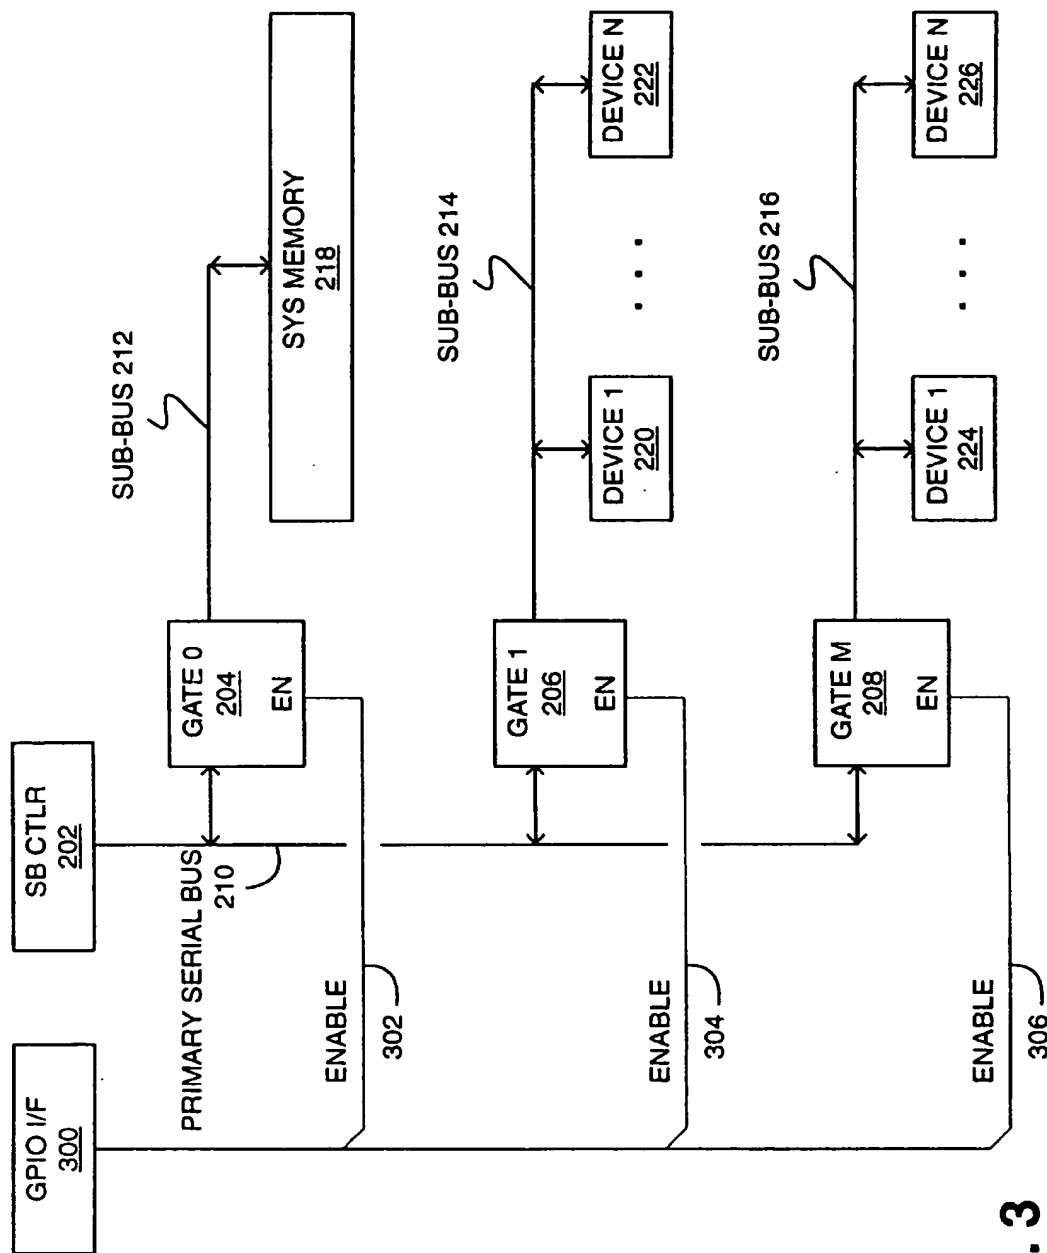 GPIO I/F
300
SB CTLR
202
PRIMARY SERIAL BUS
210
GATE 0
204
EN
ENABLE
302
SUB-BUS 212
SYS MEMORY
218
GATE 1
206
EN
ENABLE
304
SUB-BUS 214
DEVICE 1
220
. . .
DEVICE N
222
GATE M
208
EN
ENABLE
306
SUB-BUS 216
DEVICE 1
224
. . .
DEVICE N
226
. 3